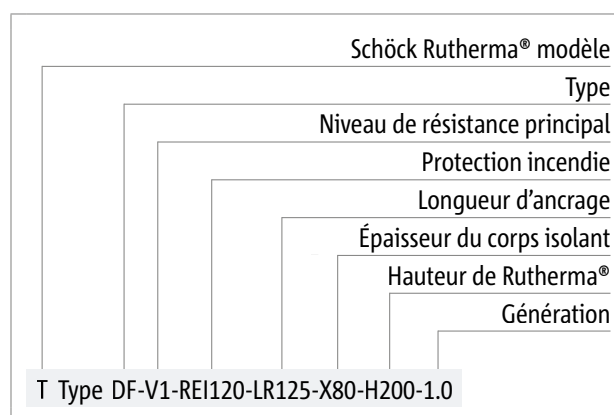 Schöck Rutherma® modèle
Type
Niveau de résistance principal
Protection incendie
Longueur d’ancrage
Épaisseur du corps isolant
Hauteur de Rutherma®
Génération
T Type DF-V1-REI120-LR125-X80-H200-1.0